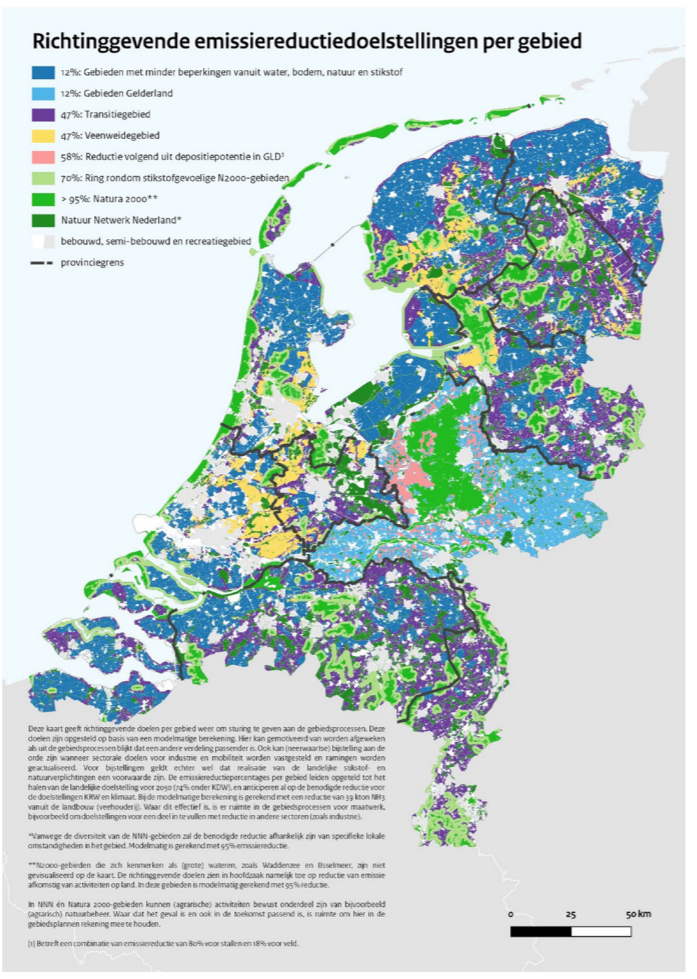 Richtinggevende emissiereductiedoelstellingen per gebied
12%: Gebieden met minder beperkingen vanuit water, bodem, natuur en stikstof
12%: Gebieden Gelderland
47%: Transitiegebied
47%: Veenweidegebied
58%: Reductie volgend uit depositiepotentie in GLD¹
70%: Ring rondom stikstofgevoelige N2000-gebieden
> 95%: Natura 2000**
Natuur Netwerk Nederland*
bebouwd, semi-bebouwd en recreatiegebied
provinciegrens
Deze kaart geeft richtinggevende doelen per gebied weer om sturing te geven aan de gebiedsprocessen. Deze
doelen zijn opgesteld op basis van een modelmatige berekening. Hier kan gemotiveerd van worden afgeweken
als uit de gebiedsprocessen blijkt dat een andere verdeling passender is. Ook kan (neerwaartse) bijstelling aan de
orde zijn wanneer sectorale doelen voor industrie en mobiliteit worden vastgesteld en ramingen worden
geactualiseerd. Voor bijstellingen geldt echter wel dat realisatie van de landelijke stikstof- en
natuurverplichtingen een voorwaarde zijn. De emissiereductiepercentages per gebied leiden opgeteld tot het
halen van de landelijke doelstelling voor 2030 (74% onder KDW), en anticiperen al op de benodigde reductie voor
de doelstellingen KRW en klimaat. Bij de modelmatige berekening is gerekend met een reductie van 39 kton NH3
vanuit de landbouw (veehouderij). Waar dit effectief is, is er ruimte in de gebiedsprocessen voor maatwerk,
bijvoorbeeld om doelstellingen voor een deel in te vullen met reductie in andere sectoren (zoals industrie).
*Vanwege de diversiteit van de NNN-gebieden zal de benodigde reductie afhankelijk zijn van specifieke lokale
omstandigheden in het gebied. Modelmatig is gerekend met 95% emissiereductie.
**N2000-gebieden die zich kenmerken als (grote) wateren, zoals Waddenzee en IJsselmeer, zijn niet
gevisualiseerd op de kaart. De richtinggevende doelen zien in hoofdzaak namelijk toe op reductie van emissie
afkomstig van activiteiten op land. In deze gebieden is modelmatig gerekend met 95% reductie.
In NNN én Natura 2000-gebieden kunnen (agrarische) activiteiten bewust onderdeel zijn van bijvoorbeeld
(agrarisch) natuurbeheer. Waar dat het geval is en ook in de toekomst passend is, is ruimte om hier in de
gebiedsplannen rekening mee te houden.
[1] Betreft een combinatie van emissiereductie van 80% voor stallen en 18% voor veld.
0 25 50 km